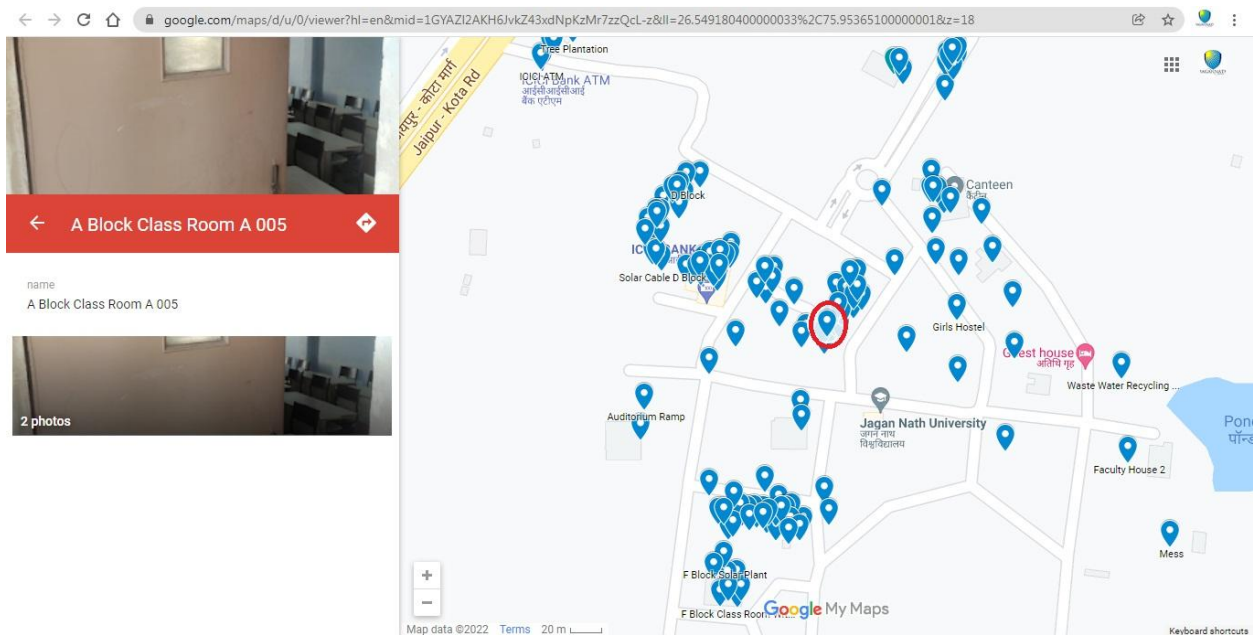 google.com/maps/d/u/0/viewer?hl=en&mid=1GYAZI2AKH6JvkZ43xdNpKzMr7zzQcL-z&ll=26.549180400000033%2C75.95365100000001&z=18
A Block Class Room A 005
name
A Block Class Room A 005
2 photos
Tree Plantation
ICICI ATM
ICICI Bank ATM
आईसीआईसीआई
बैंक एटीएम
जयपुर - कोटा मार्ग
Jaipur - Kota Rd
D Block
Canteen
कैंटीन
Solar Cable D Block
Girls Hostel
Guest house
अतिथि गृह
Waste Water Recycling ...
Auditorium Ramp
Jagan Nath University
जगन नाथ
विश्वविद्यालय
Pond
पॉन्ड
Faculty House 2
Mess
F Block Solar Plant
F Block Class Room
Google My Maps
Map data ©2022 Terms 20 m
Keyboard shortcuts